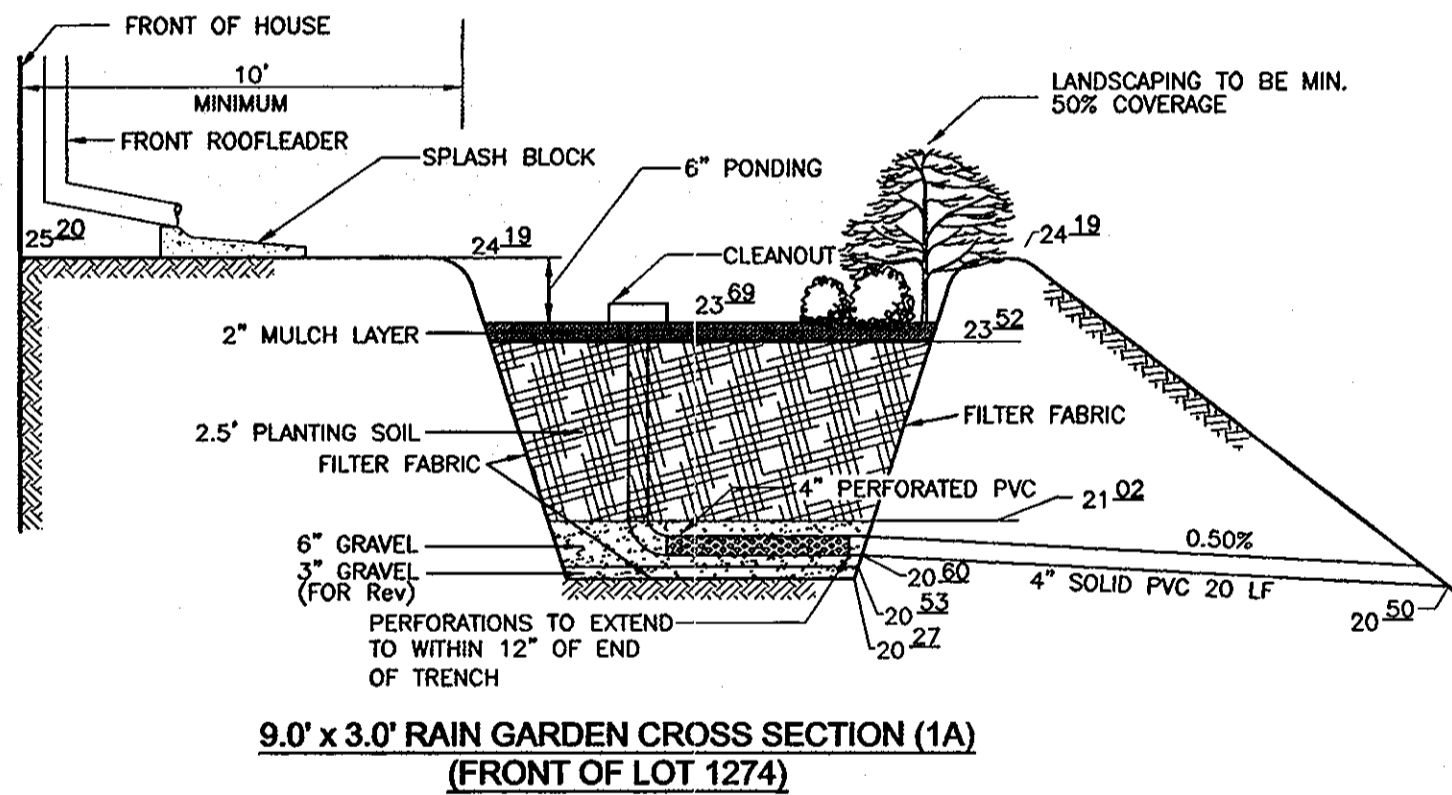 FRONT OF HOUSE
10'
MINIMUM
FRONT ROOFLEADER
SPLASH BLOCK
6" PONDING
LANDSCAPING TO BE MIN.
50% COVERAGE
25 20
24 19
CLEANOUT
24 19
23 69
2" MULCH LAYER
23 52
2.5' PLANTING SOIL
FILTER FABRIC
FILTER FABRIC
4" PERFORATED PVC
21 02
6" GRAVEL
0.50%
3" GRAVEL
(FOR Rev)
20 60
4" SOLID PVC 20 LF
20 53
20 50
20 27
PERFORATIONS TO EXTEND
TO WITHIN 12" OF END
OF TRENCH
9.0' x 3.0' RAIN GARDEN CROSS SECTION (1A)
(FRONT OF LOT 1274)